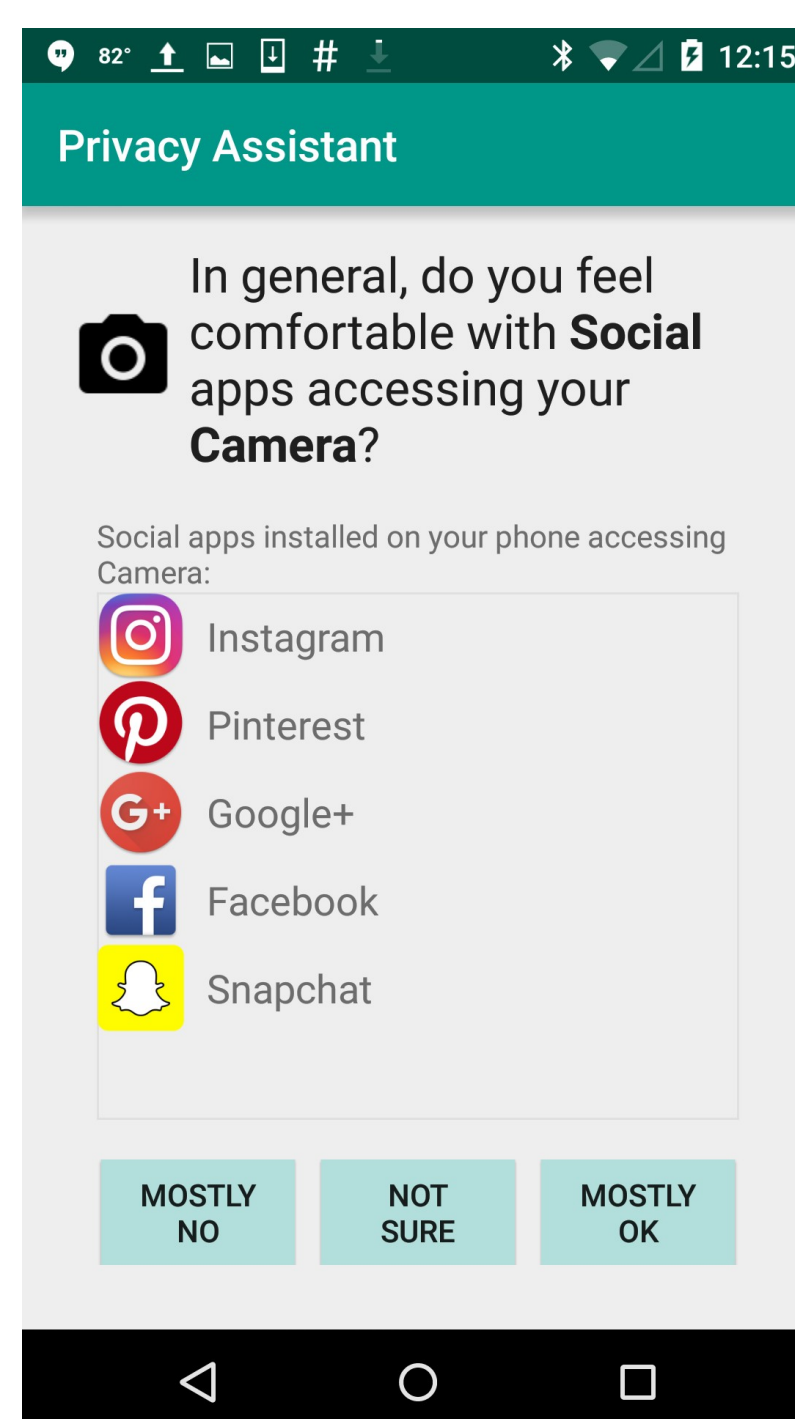 82° # 12:15
Privacy Assistant
In general, do you feel
comfortable with Social
apps accessing your
Camera?
Social apps installed on your phone accessing
Camera:
Instagram
Pinterest
G+ Google+
f Facebook
Snapchat
MOSTLY NO
NOT SURE
MOSTLY OK